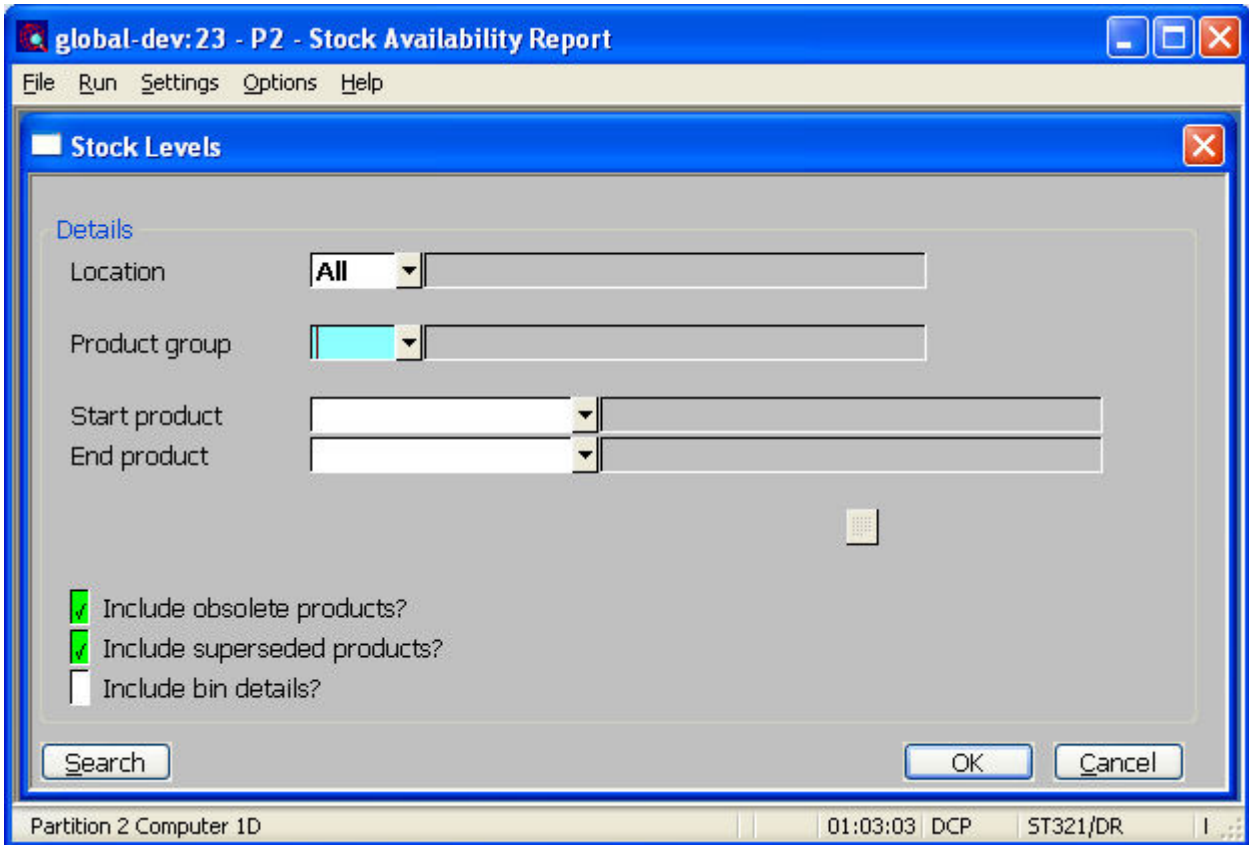 global-dev:23 - P2 - Stock Availability Report
File Run Settings Options Help
Stock Levels
Details
Location All
Product group
Start product
End product
Include obsolete products?
Include superseded products?
Include bin details?
Search OK Cancel
Partition 2 Computer 1D 01:03:03 DCP ST321/DR I